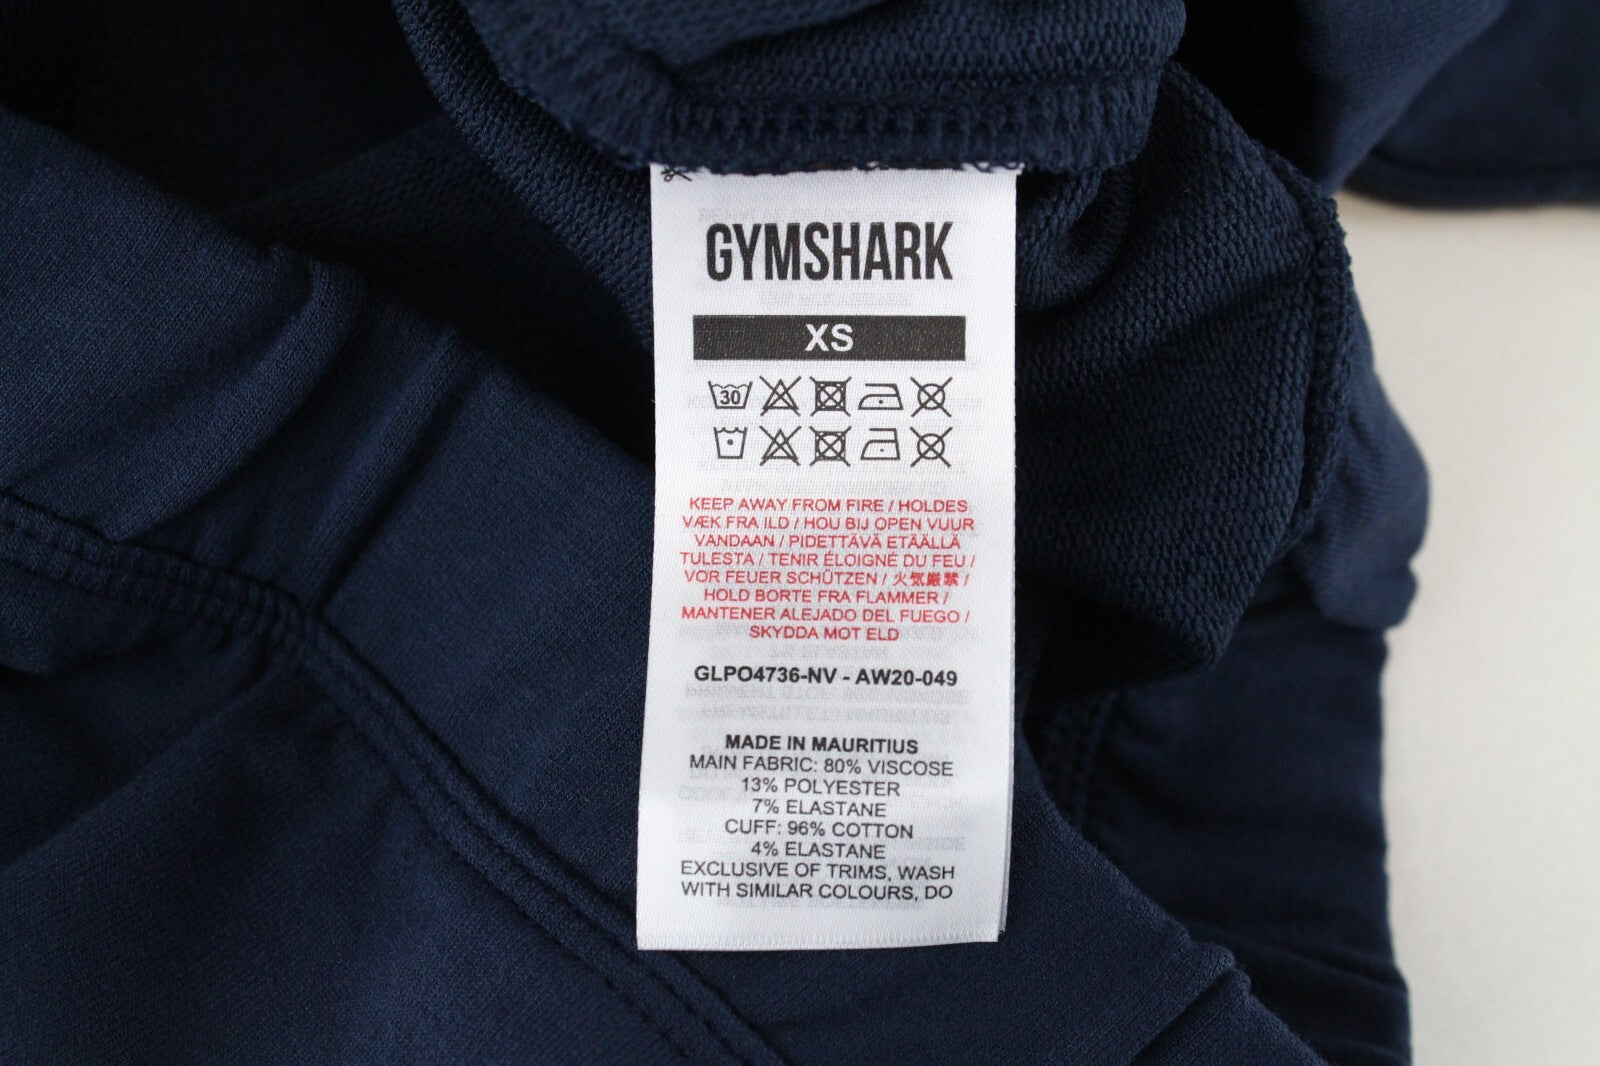 GYMSHARK
XS
30
KEEP AWAY FROM FIRE / HOLDES
VÆK FRA ILD / HOU BIJ OPEN VUUR
VANDAAN / PIDETTÄVÄ ETÄÄLLÄ
TULESTA / TENIR ÉLOIGNÉ DU FEU /
VOR FEUER SCHÜTZEN / 火気厳禁 /
HOLD BORTE FRA FLAMMER /
MANTENER ALEJADO DEL FUEGO /
SKYDDA MOT ELD
GLPO4736-NV - AW20-049
MADE IN MAURITIUS
MAIN FABRIC: 80% VISCOSE
13% POLYESTER
7% ELASTANE
CUFF: 96% COTTON
4% ELASTANE
EXCLUSIVE OF TRIMS, WASH
WITH SIMILAR COLOURS, DO